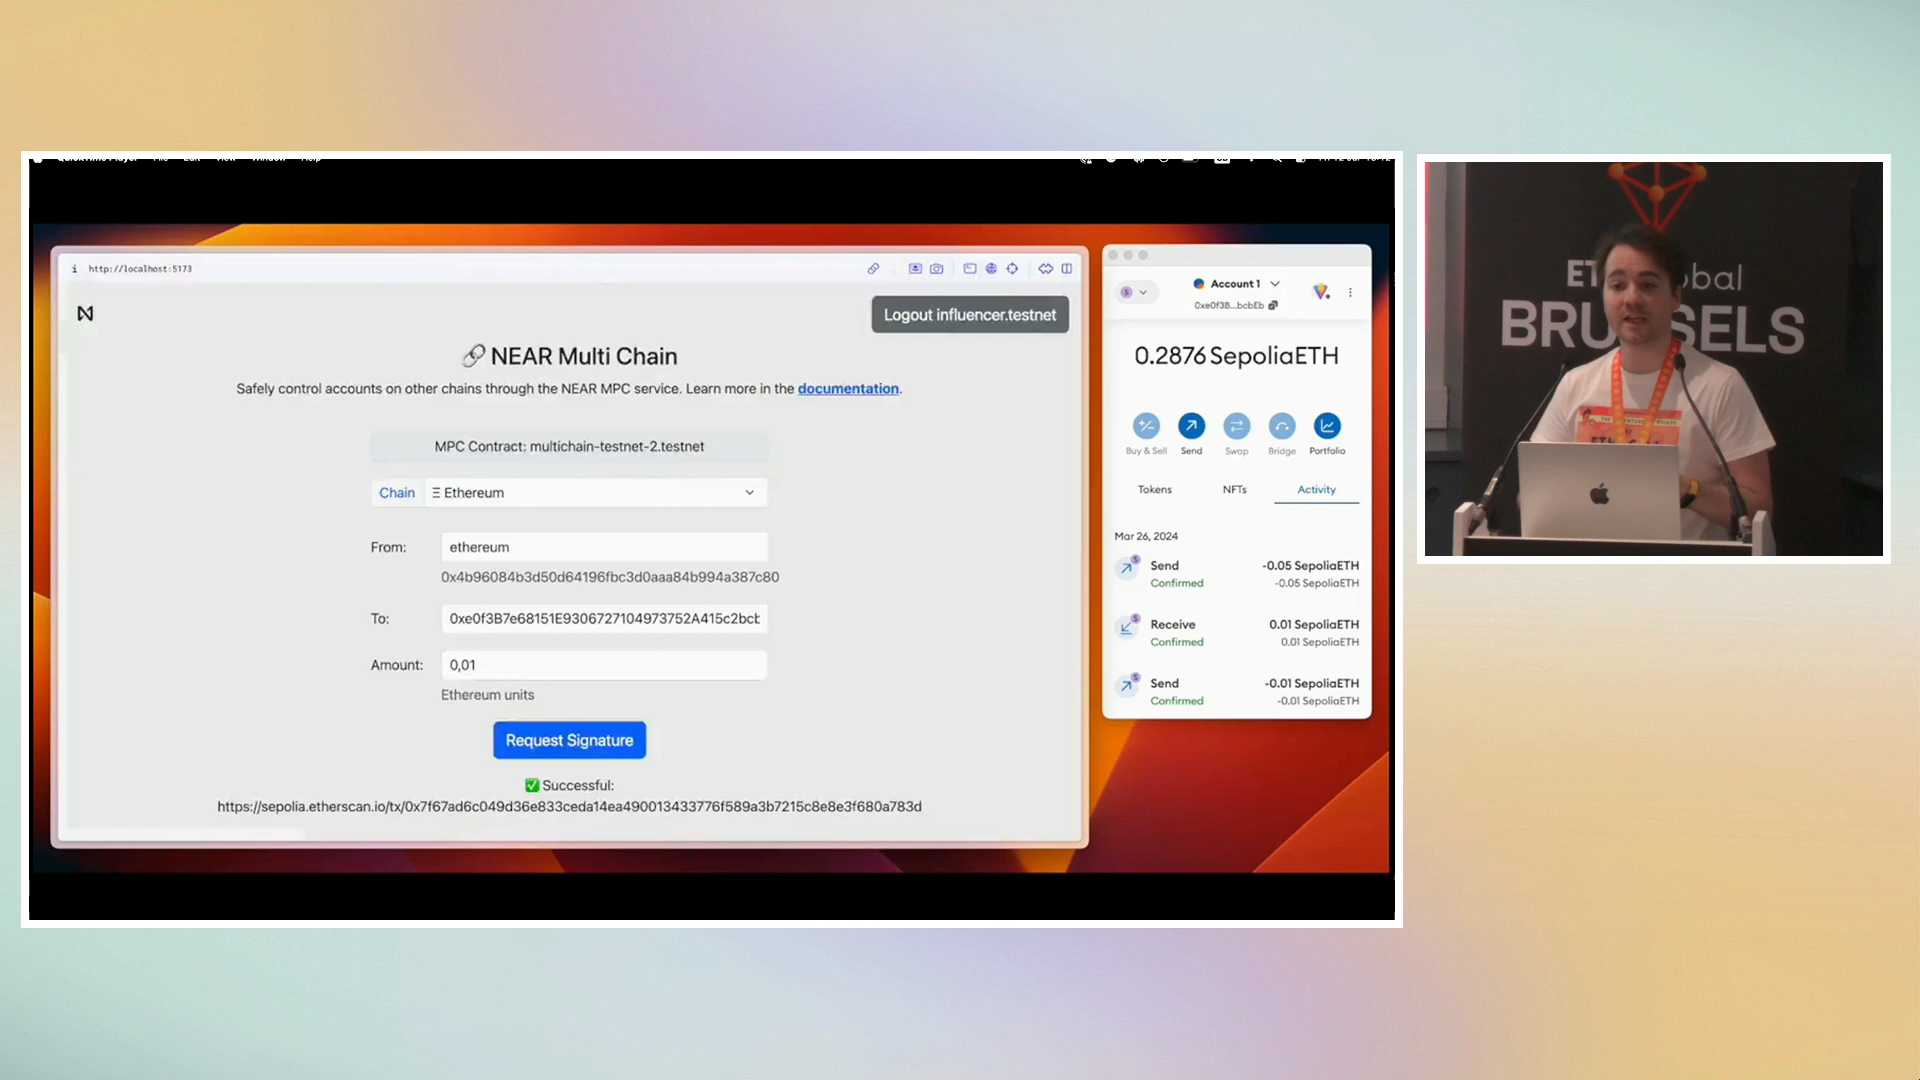 http://localhost:5173
Logout influencer.testnet
🔗 NEAR Multi Chain
Safely control accounts on other chains through the NEAR MPC service. Learn more in the documentation.
MPC Contract: multichain-testnet-2.testnet
Chain
Ξ Ethereum
From:
ethereum
0x4b96084b3d50d64196fbc3d0aaa84b994a387c80
To:
0xe0f3B7e68151E9306727104973752A415c2bcb
Amount:
0,01
Ethereum units
Request Signature
✅ Successful:
https://sepolia.etherscan.io/tx/0x7f67ad6c049d36e833ceda14ea490013433776f589a3b7215c8e8e3f680a783d
S
Account 1
0xe0f3B...bcbEb
0.2876 SepoliaETH
Buy & Sell
Send
Swap
Bridge
Portfolio
Tokens
NFTs
Activity
Mar 26, 2024
Send
-0.05 SepoliaETH
Confirmed
-0.05 SepoliaETH
Receive
0.01 SepoliaETH
Confirmed
0.01 SepoliaETH
Send
-0.01 SepoliaETH
Confirmed
-0.01 SepoliaETH